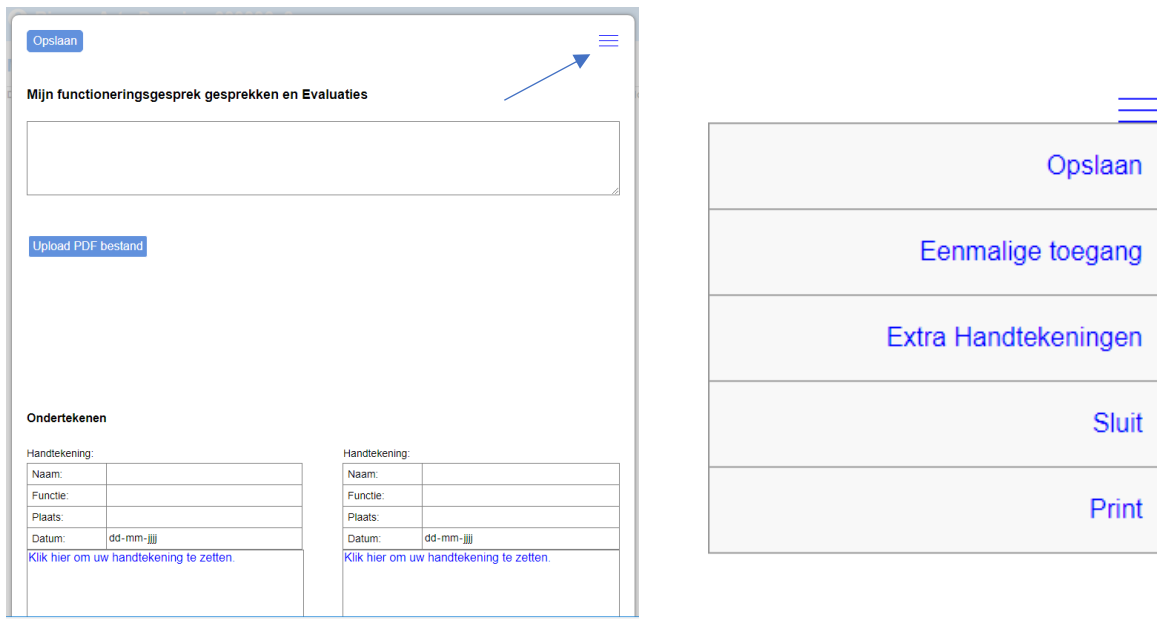 Opslaan
Mijn functioneringsgesprek gesprekken en Evaluaties
Upload PDF bestand
Ondertekenen
Handtekening:
Naam:
Functie:
Plaats:
Datum: dd-mm-jjjj
Klik hier om uw handtekening te zetten.
Handtekening:
Naam:
Functie:
Plaats:
Datum: dd-mm-jjjj
Klik hier om uw handtekening te zetten.
Opslaan
Eenmalige toegang
Extra Handtekeningen
Sluit
Print